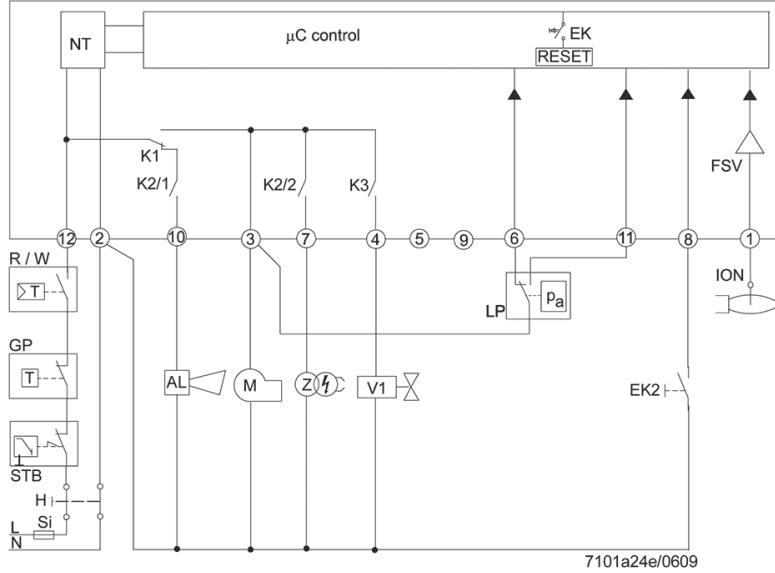 NT
µC control
EK
RESET
K1
K2/1
K2/2
K3
FSV
12
2
10
3
7
4
5
9
6
11
8
1
R / W
T
LP
pa
ION
GP
T
AL
M
Z
V1
EK2
STB
H
Si
L
N
7101a24e/0609